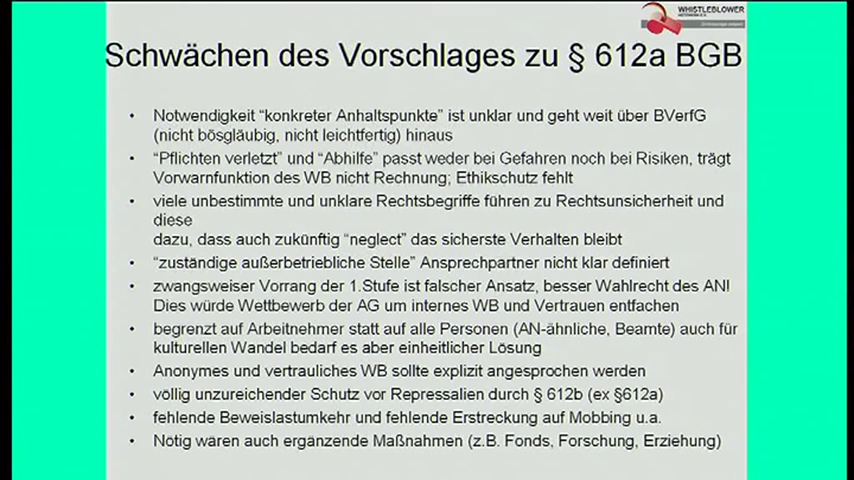 WHISTLEBLOWER
Schwächen des Vorschlages zu § 612a BGB
• Notwendigkeit “konkreter Anhaltspunkte” ist unklar und geht weit über BVerfG
(nicht bösgläubig, nicht leichtfertig) hinaus
• “Pflichten verletzt” und “Abhilfe” passt weder bei Gefahren noch bei Risiken, trägt
Vorwarnfunktion des WB nicht Rechnung; Ethikschutz fehlt
• viele unbestimmte und unklare Rechtsbegriffe führen zu Rechtsunsicherheit und
diese
dazu, dass auch zukünftig “neglect” das sicherste Verhalten bleibt
• “zuständige außerbetriebliche Stelle” Ansprechpartner nicht klar definiert
• zwangsweiser Vorrang der 1.Stufe ist falscher Ansatz, besser Wahlrecht des AN!
Dies würde Wettbewerb der AG um internes WB und Vertrauen entfachen
• begrenzt auf Arbeitnehmer statt auf alle Personen (AN-ähnliche, Beamte) auch für
kulturellen Wandel bedarf es aber einheitlicher Lösung
• Anonymes und vertrauliches WB sollte explizit angesprochen werden
• völlig unzureichender Schutz vor Repressalien durch § 612b (ex §612a)
• fehlende Beweislastumkehr und fehlende Erstreckung auf Mobbing u.a.
• Nötig wären auch ergänzende Maßnahmen (z.B. Fonds, Forschung, Erziehung)